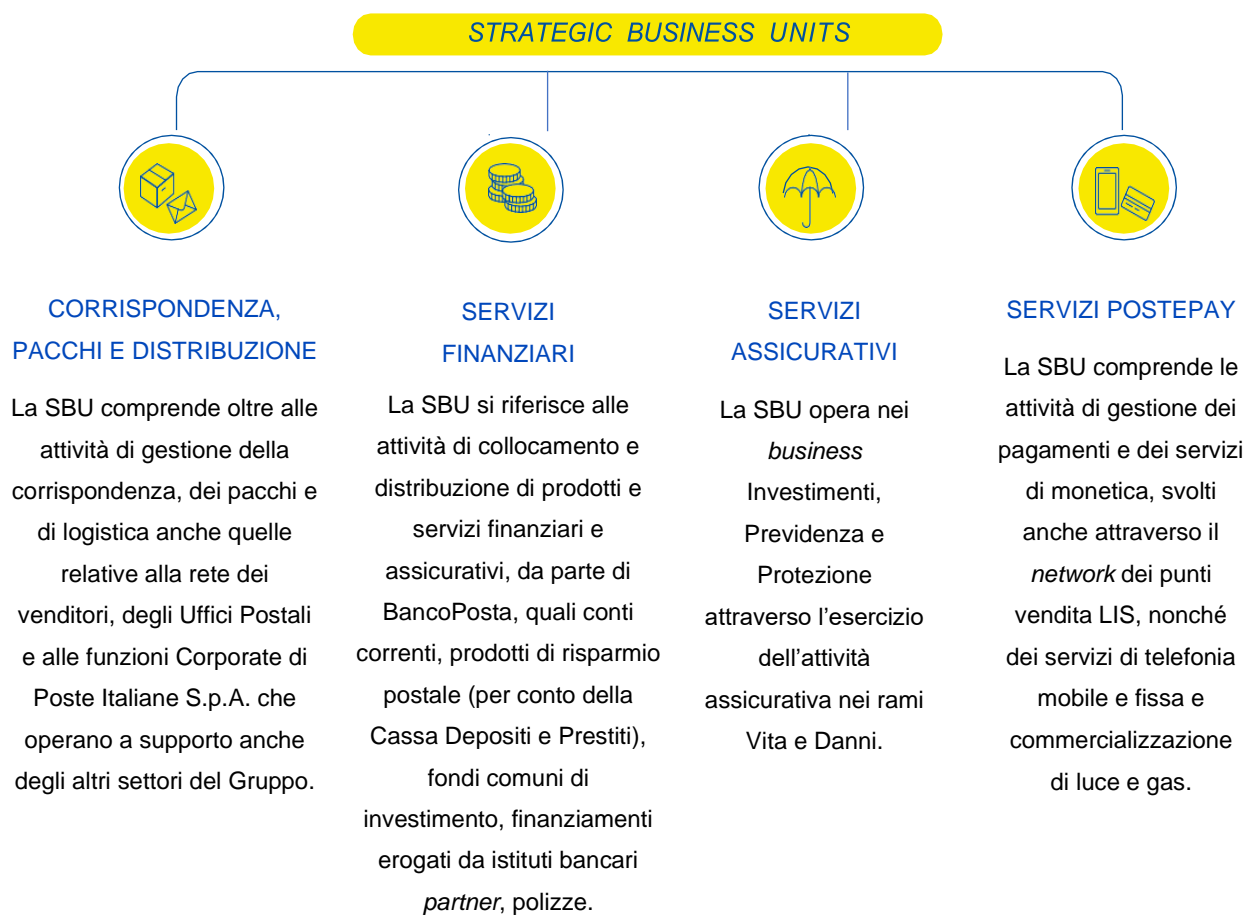 STRATEGIC BUSINESS UNITS
CORRISPONDENZA,
PACCHI E DISTRIBUZIONE
La SBU comprende oltre alle
attività di gestione della
corrispondenza, dei pacchi e
di logistica anche quelle
relative alla rete dei
venditori, degli Uffici Postali
e alle funzioni Corporate di
Poste Italiane S.p.A. che
operano a supporto anche
degli altri settori del Gruppo.
SERVIZI
FINANZIARI
La SBU si riferisce alle
attività di collocamento e
distribuzione di prodotti e
servizi finanziari e
assicurativi, da parte di
BancoPosta, quali conti
correnti, prodotti di risparmio
postale (per conto della
Cassa Depositi e Prestiti),
fondi comuni di
investimento, finanziamenti
erogati da istituti bancari
partner, polizze.
SERVIZI
ASSICURATIVI
La SBU opera nei
business
Investimenti,
Previdenza e
Protezione
attraverso l’esercizio
dell’attività
assicurativa nei rami
Vita e Danni.
SERVIZI POSTEPAY
La SBU comprende le
attività di gestione dei
pagamenti e dei servizi
di monetica, svolti
anche attraverso il
network dei punti
vendita LIS, nonché
dei servizi di telefonia
mobile e fissa e
commercializzazione
di luce e gas.